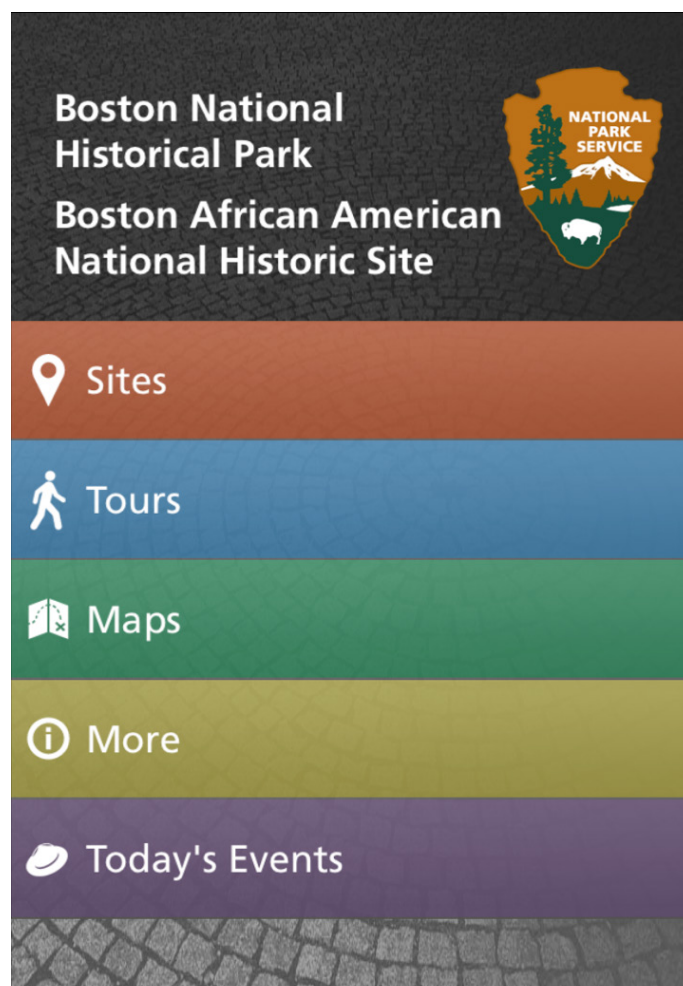 Boston National
Historical Park
Boston African American
National Historic Site
NATIONAL
PARK
SERVICE
Sites
Tours
Maps
More
Today's Events